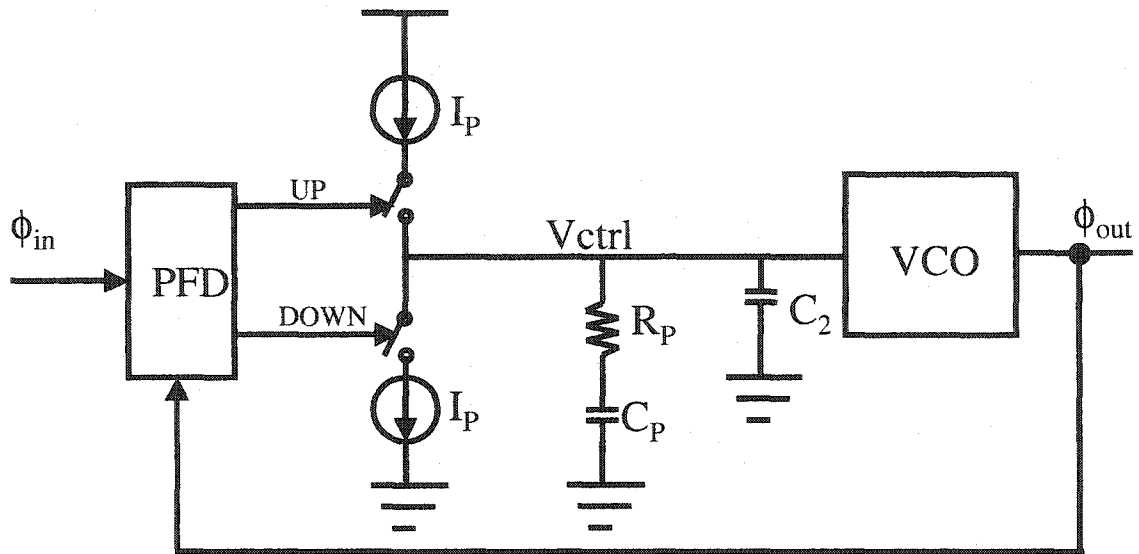 I_P
UP
ϕ_in
Vctrl
ϕ_out
PFD
VCO
DOWN
R_P
C_2
I_P
C_P